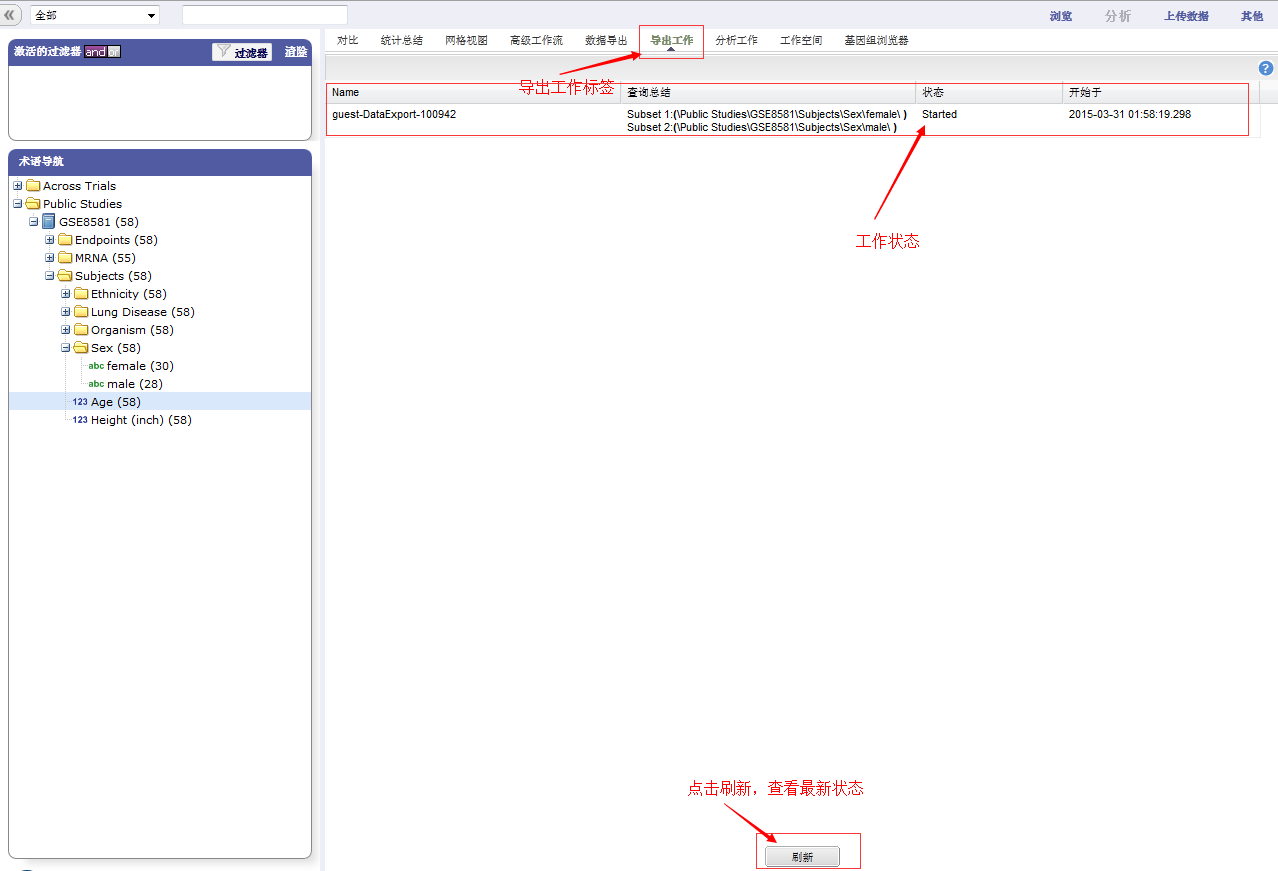 全部
浏览 分析 上传数据 其他
激活的过滤器 and or 过滤器 清除
对比 统计总结 网格视图 高级工作流 数据导出 导出工作 分析工作 工作空间 基因组浏览器
导出工作标签
Name 查询总结 状态 开始于
guest-DataExport-100942 Subset 1:(\Public Studies\GSE8581\Subjects\Sex\female\ ) Started 2015-03-31 01:58:19.298
Subset 2:(\Public Studies\GSE8581\Subjects\Sex\male\ )
工作状态
术语导航
Across Trials
Public Studies
GSE8581 (58)
Endpoints (58)
MRNA (55)
Subjects (58)
Ethnicity (58)
Lung Disease (58)
Organism (58)
Sex (58)
abc female (30)
abc male (28)
123 Age (58)
123 Height (inch) (58)
点击刷新，查看最新状态
刷新